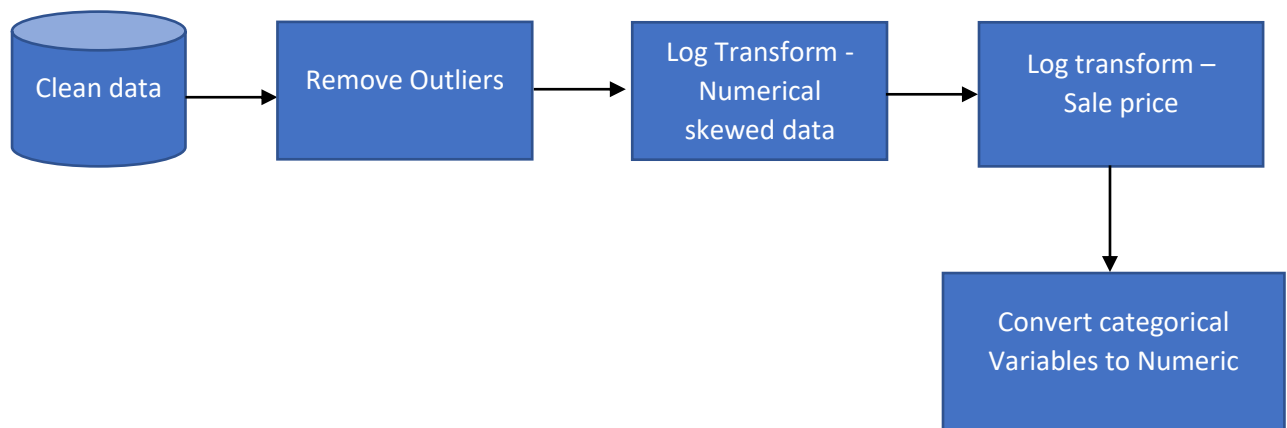 Clean data
Remove Outliers
Log Transform -
Numerical
skewed data
Log transform –
Sale price
Convert categorical
Variables to Numeric